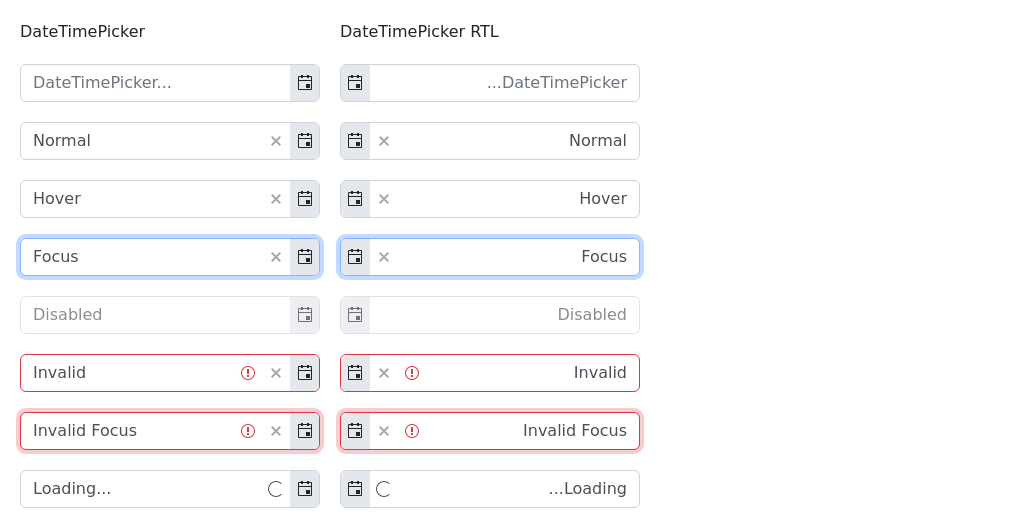 DateTimePicker DateTimePicker RTL
DateTimePicker... ...DateTimePicker
Normal Normal
Hover Hover
Focus Focus
Disabled Disabled
Invalid Invalid
Invalid Focus Invalid Focus
Loading... ...Loading